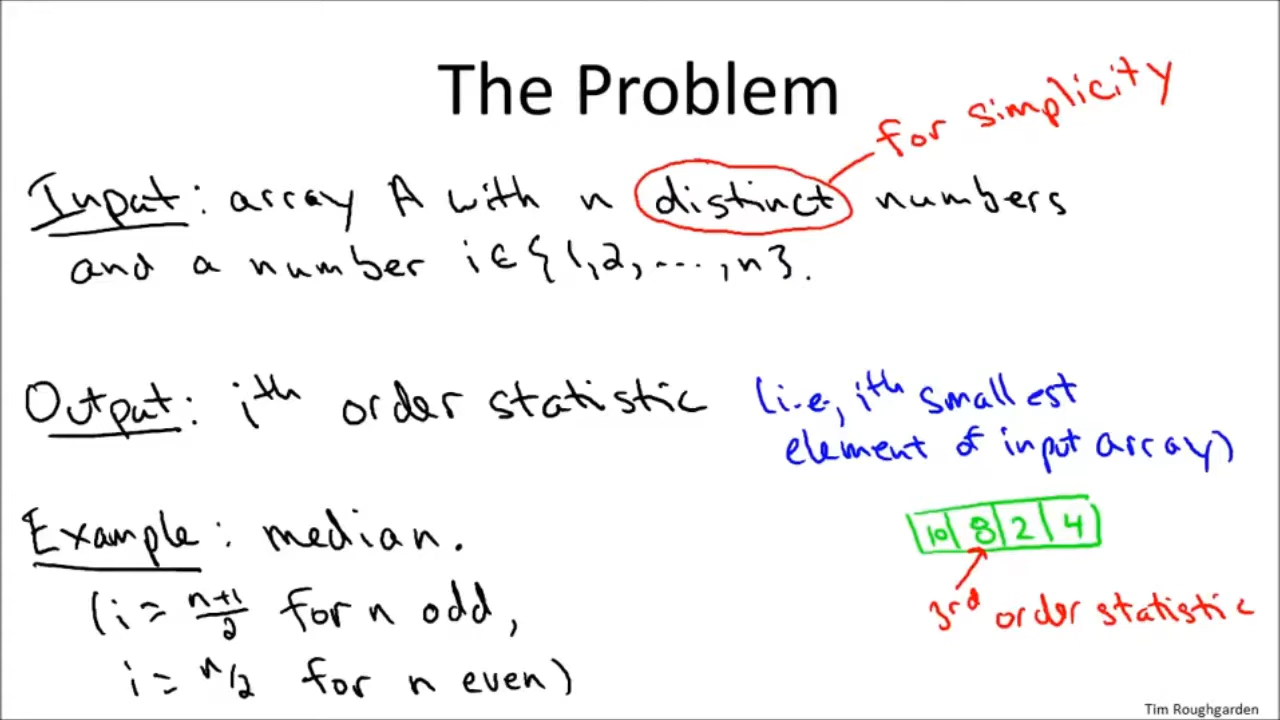 The Problem
for simplicity
Input: array A with n distinct numbers
and a number i∈{1,2,...,n}.
Output: ith order statistic (i.e., ith smallest
element of input array)
10 8 2 4
3rd order statistic
Example: median.
(i = n+1/2 for n odd,
i = n/2 for n even)
Tim Roughgarden